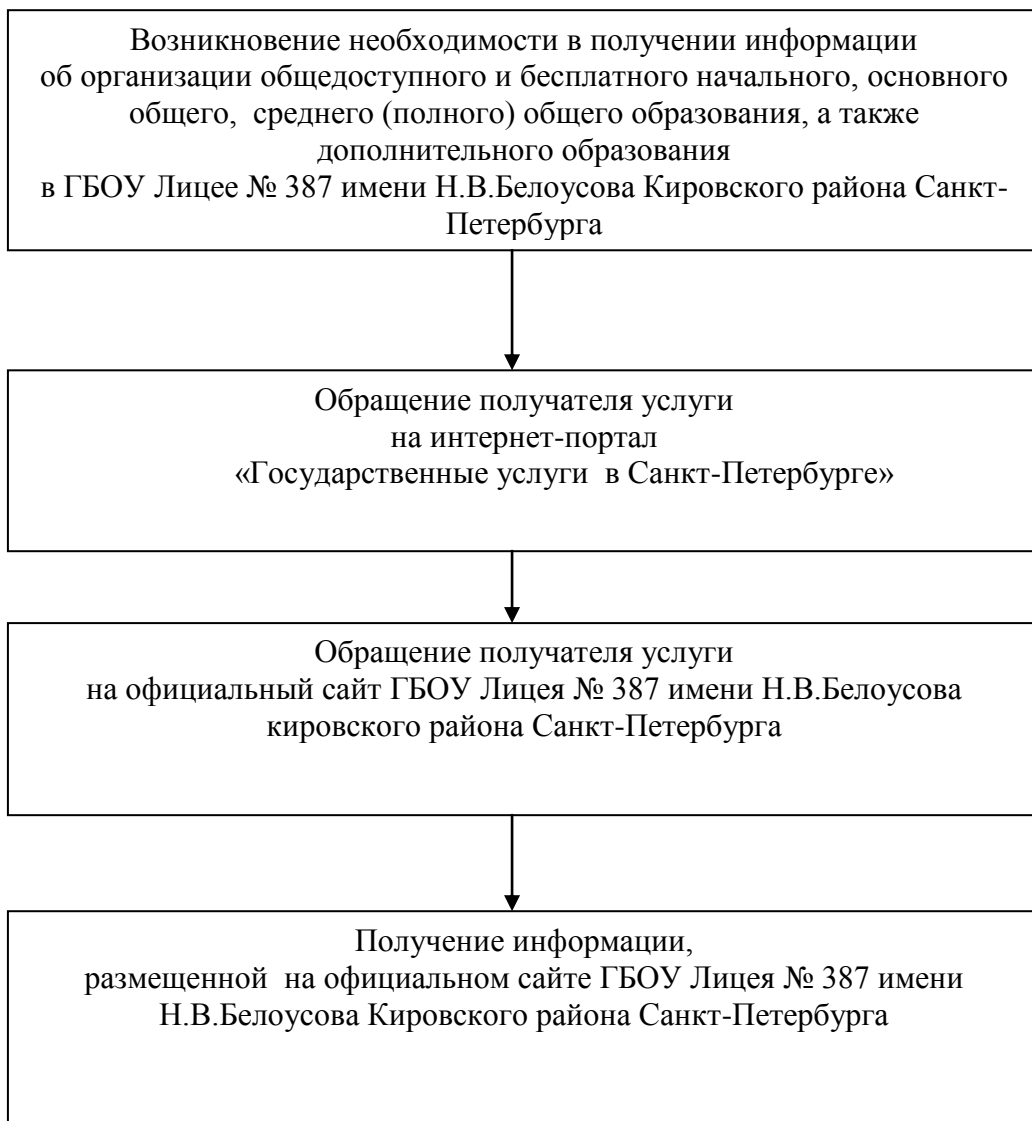 Возникновение необходимости в получении информации
об организации общедоступного и бесплатного начального, основного
общего,  среднего (полного) общего образования, а также
дополнительного образования
в ГБОУ Лицее № 387 имени Н.В.Белоусова Кировского района Санкт-
Петербурга
Обращение получателя услуги
на интернет-портал
«Государственные услуги  в Санкт-Петербурге»
Обращение получателя услуги
на официальный сайт ГБОУ Лицея № 387 имени Н.В.Белоусова
кировского района Санкт-Петербурга
Получение информации,
размещенной  на официальном сайте ГБОУ Лицея № 387 имени
Н.В.Белоусова Кировского района Санкт-Петербурга